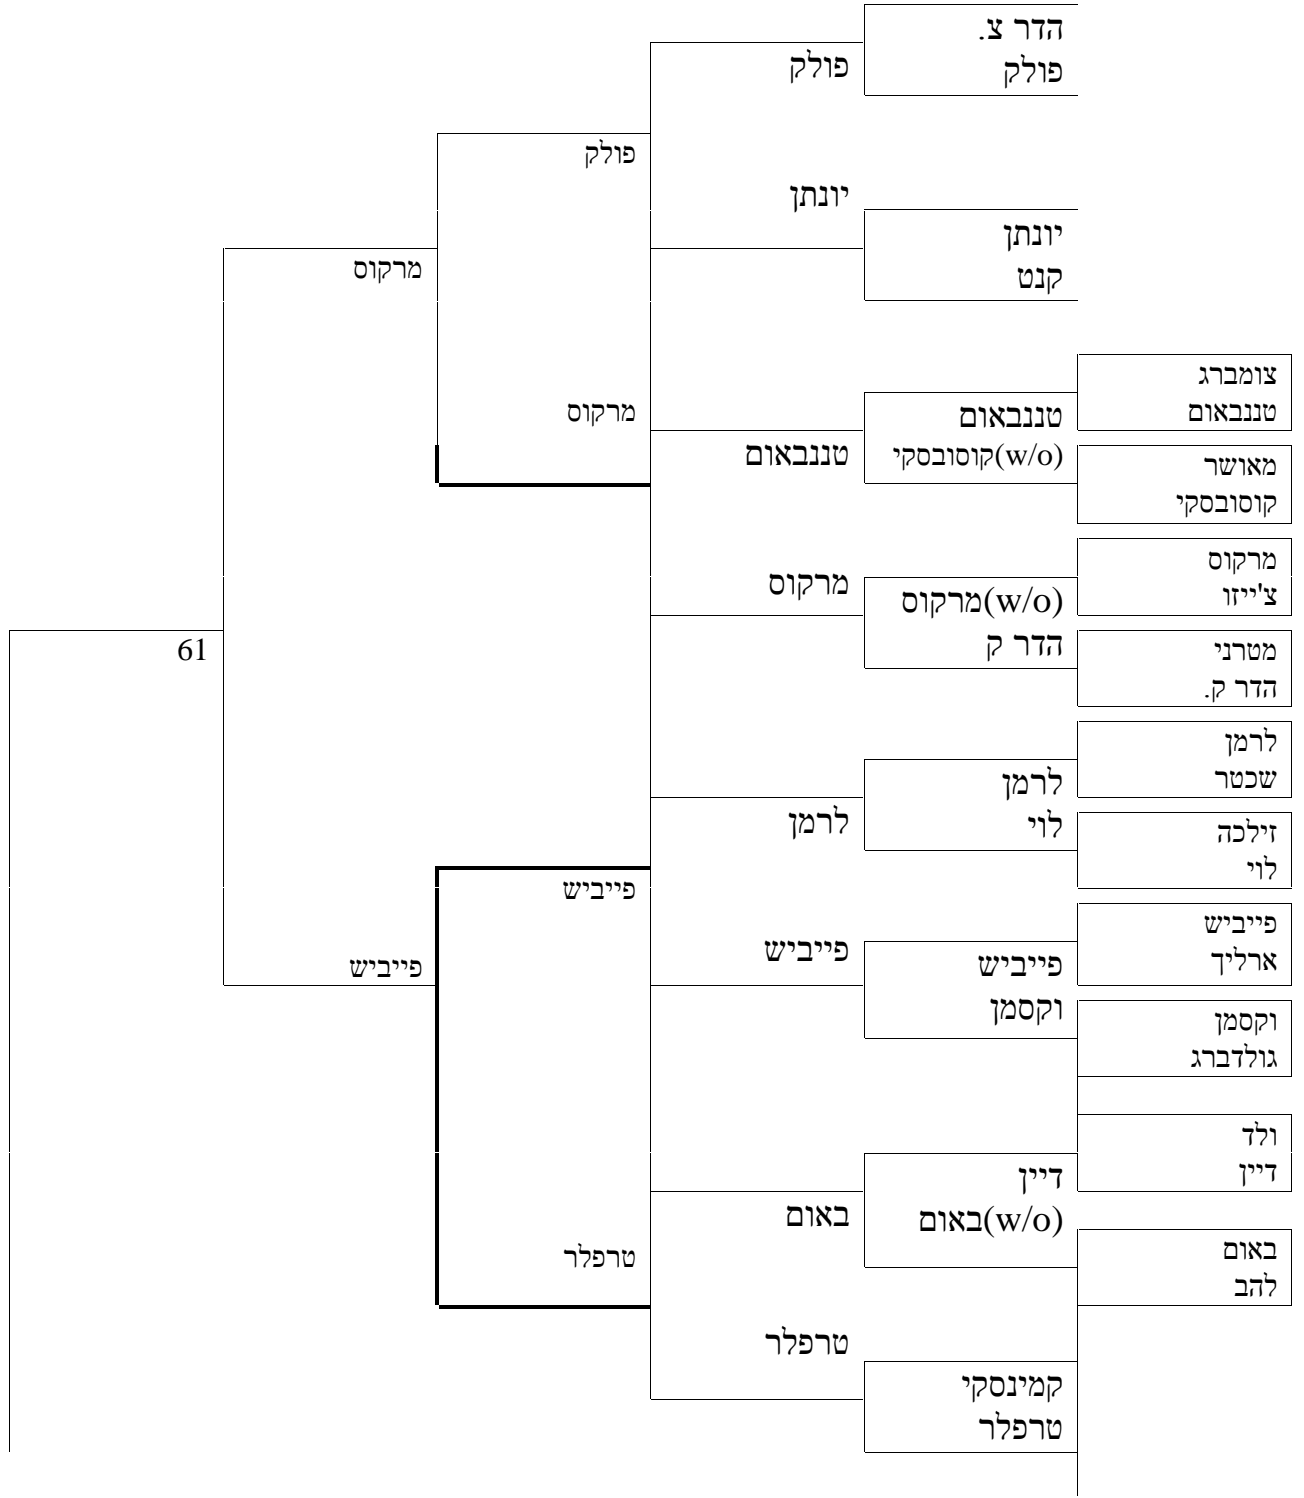 הדר צ.
פולק
פולק
פולק
יונתן
יונתן
קנט
מרקוס
צומברג
טננבאום
מרקוס
טננבאום
קוסובסקי(w/o)
טננבאום
מאושר
קוסובסקי
מרקוס
צ'ייזו
מרקוס
מרקוס(w/o)
הדר ק
61
מטרני
הדר ק.
לרמן
שכטר
לרמן
לוי
לרמן
זילכה
לוי
פייביש
פייביש
ארליך
פייביש
פייביש
וקסמן
פייביש
וקסמן
גולדברג
ולד
דיין
דיין
באום(w/o)
באום
באום
להב
טרפלר
טרפלר
קמינסקי
טרפלר